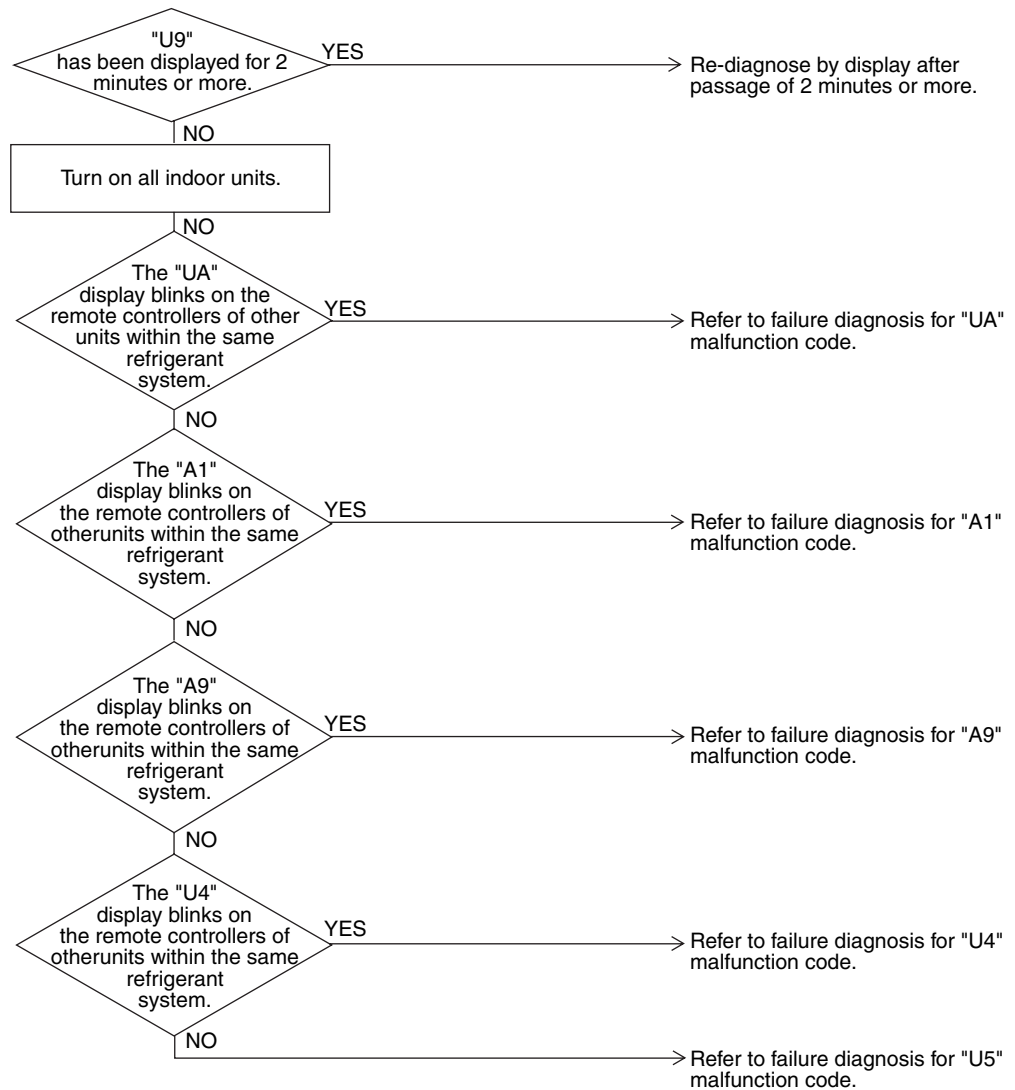 "U9"
has been displayed for 2
minutes or more.
YES
Re-diagnose by display after
passage of 2 minutes or more.
NO
Turn on all indoor units.
NO
The "UA"
display blinks on the
remote controllers of other
units within the same
refrigerant
system.
YES
Refer to failure diagnosis for "UA"
malfunction code.
NO
The "A1"
display blinks on
the remote controllers of
otherunits within the same
refrigerant
system.
YES
Refer to failure diagnosis for "A1"
malfunction code.
NO
The "A9"
display blinks on
the remote controllers of
otherunits within the same
refrigerant
system.
YES
Refer to failure diagnosis for "A9"
malfunction code.
NO
The "U4"
display blinks on
the remote controllers of
otherunits within the same
refrigerant
system.
YES
Refer to failure diagnosis for "U4"
malfunction code.
NO
Refer to failure diagnosis for "U5"
malfunction code.